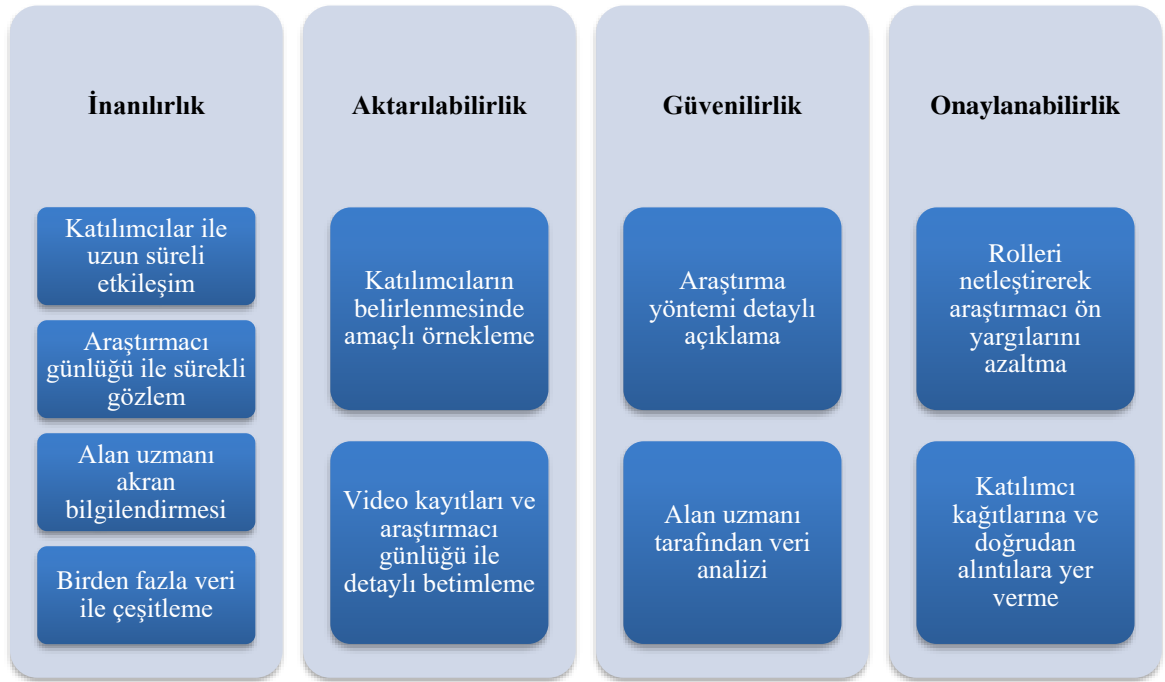 İnanılırlık
Katılımcılar ile
uzun süreli
etkileşim
Araştırmacı
günlüğü ile sürekli
gözlem
Alan uzmanı
akran
bilgilendirmesi
Birden fazla veri
ile çeşitleme
Aktarılabilirlik
Katılımcıların
belirlenmesinde
amaçlı örnekleme
Video kayıtları ve
araştırmacı
günlüğü ile
detaylı betimleme
Güvenilirlik
Araştırma
yöntemi detaylı
açıklama
Alan uzmanı
tarafından veri
analizi
Onaylanabilirlik
Rolleri
netleştirerek
araştırmacı ön
yargılarını
azaltma
Katılımcı
kağıtlarına ve
doğrudan
alıntılara yer
verme